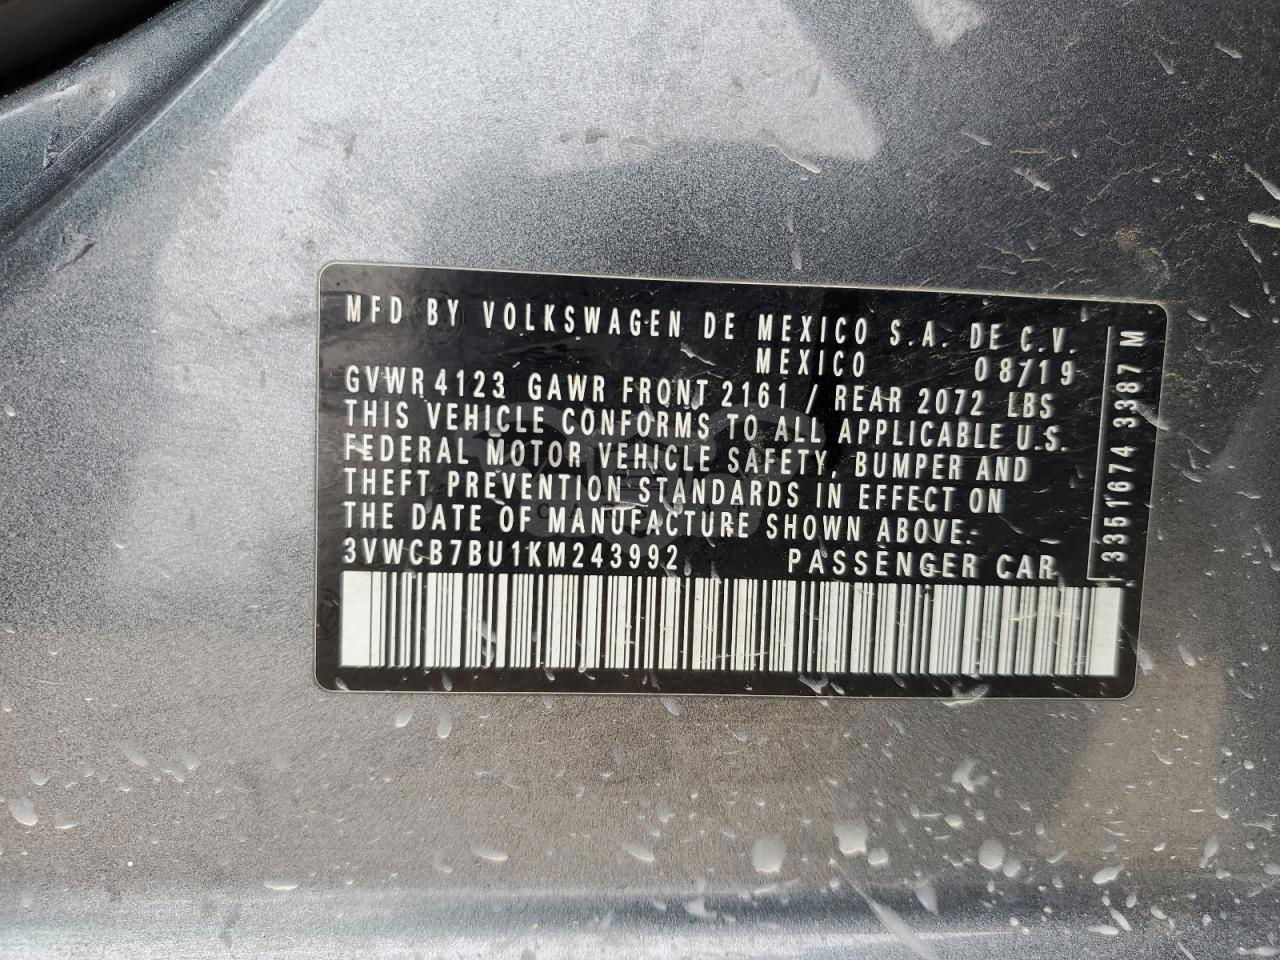 MFD BY VOLKSWAGEN DE MEXICO S.A. DE C.V.
MEXICO 08/19
GVWR 4123 GAWR FRONT 2161 / REAR 2072 LBS
THIS VEHICLE CONFORMS TO ALL APPLICABLE U.S.
FEDERAL MOTOR VEHICLE SAFETY, BUMPER AND
THEFT PREVENTION STANDARDS IN EFFECT ON
THE DATE OF MANUFACTURE SHOWN ABOVE.
3VWCB7BU1KM243992 PASSENGER CAR
3351674 3387 M